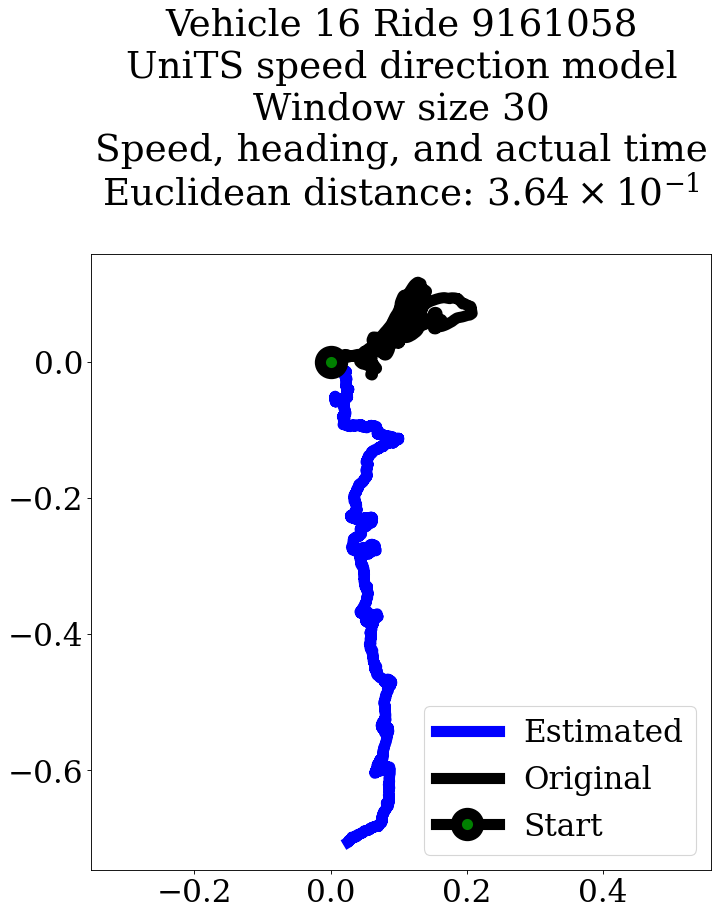 Vehicle 16 Ride 9161058
UniTS speed direction model
Window size 30
Speed, heading, and actual time
Euclidean distance: 3.64 × 10⁻¹
0.0
−0.2
−0.4
−0.6
Estimated
Original
Start
−0.2 0.0 0.2 0.4